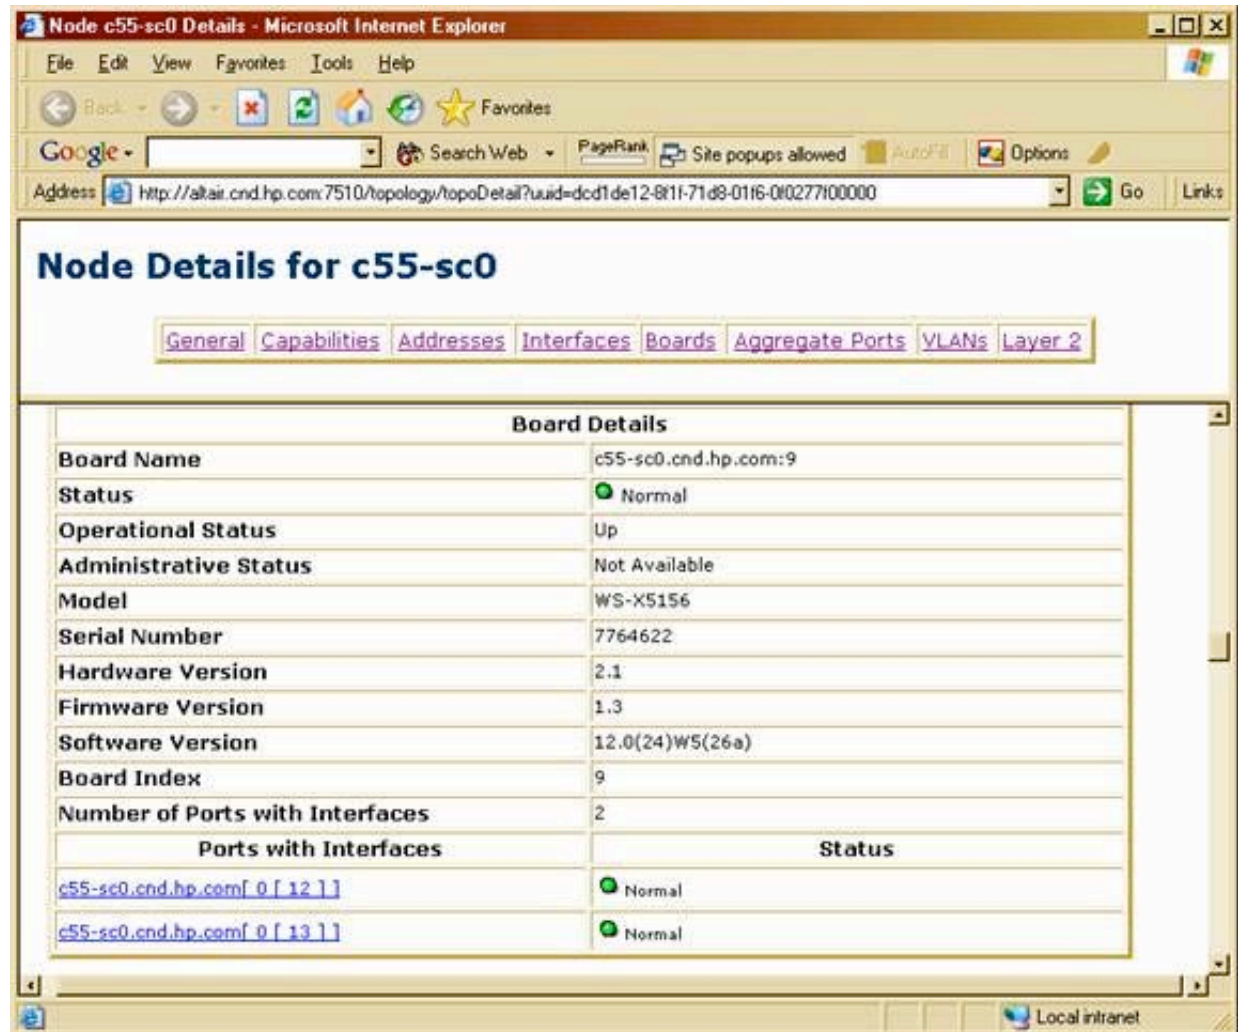 Node c55-sc0 Details - Microsoft Internet Explorer
File Edit View Favorites Tools Help
Back Favorites
Google Search Web PageRank Site popups allowed AutoFill Options
Address http://altair.cnd.hp.com:7510/topology/topoDetail?uuid=dcd1de12-8f1f-71d8-01f6-0f0277f00000 Go Links
Node Details for c55-sc0
General Capabilities Addresses Interfaces Boards Aggregate Ports VLANs Layer 2
Board Details
Board Name c55-sc0.cnd.hp.com:9
Status Normal
Operational Status Up
Administrative Status Not Available
Model WS-X5156
Serial Number 7764622
Hardware Version 2.1
Firmware Version 1.3
Software Version 12.0(24)W5(26a)
Board Index 9
Number of Ports with Interfaces 2
Ports with Interfaces Status
c55-sc0.cnd.hp.com[ 0 [ 12 ] ] Normal
c55-sc0.cnd.hp.com[ 0 [ 13 ] ] Normal
Local intranet